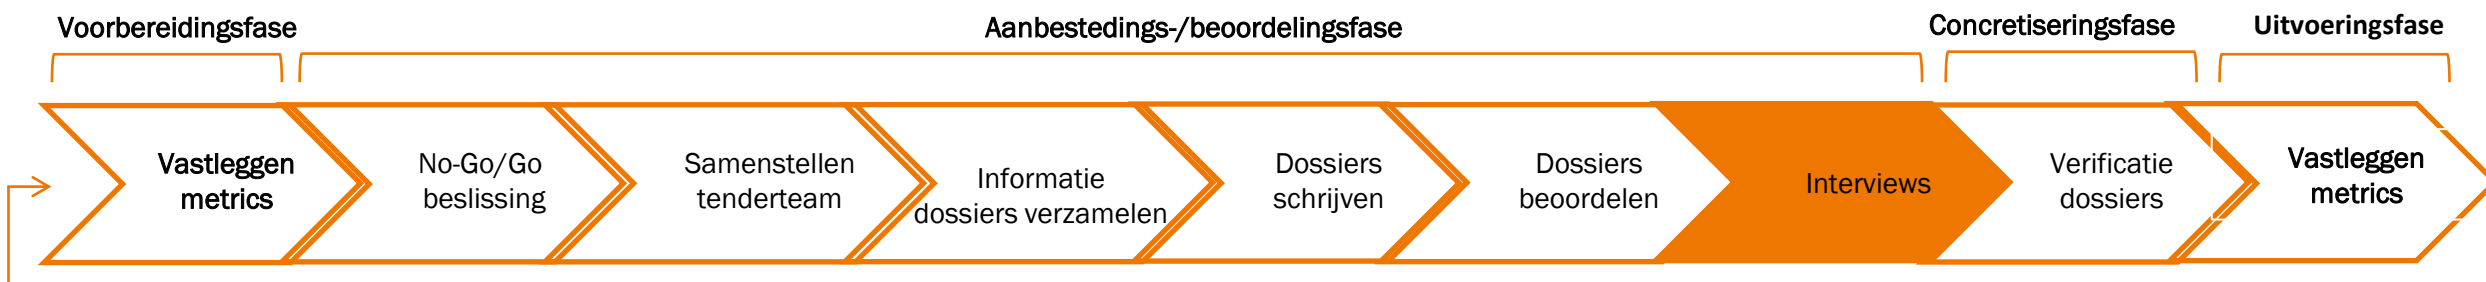 Voorbereidingsfase
Aanbestedings-/beoordelingsfase
Concretiseringsfase
Uitvoeringsfase
Vastleggen
metrics
No-Go/Go
beslissing
Samenstellen
tenderteam
Informatie
dossiers verzamelen
Dossiers
schrijven
Dossiers
beoordelen
Interviews
Verificatie
dossiers
Vastleggen
metrics